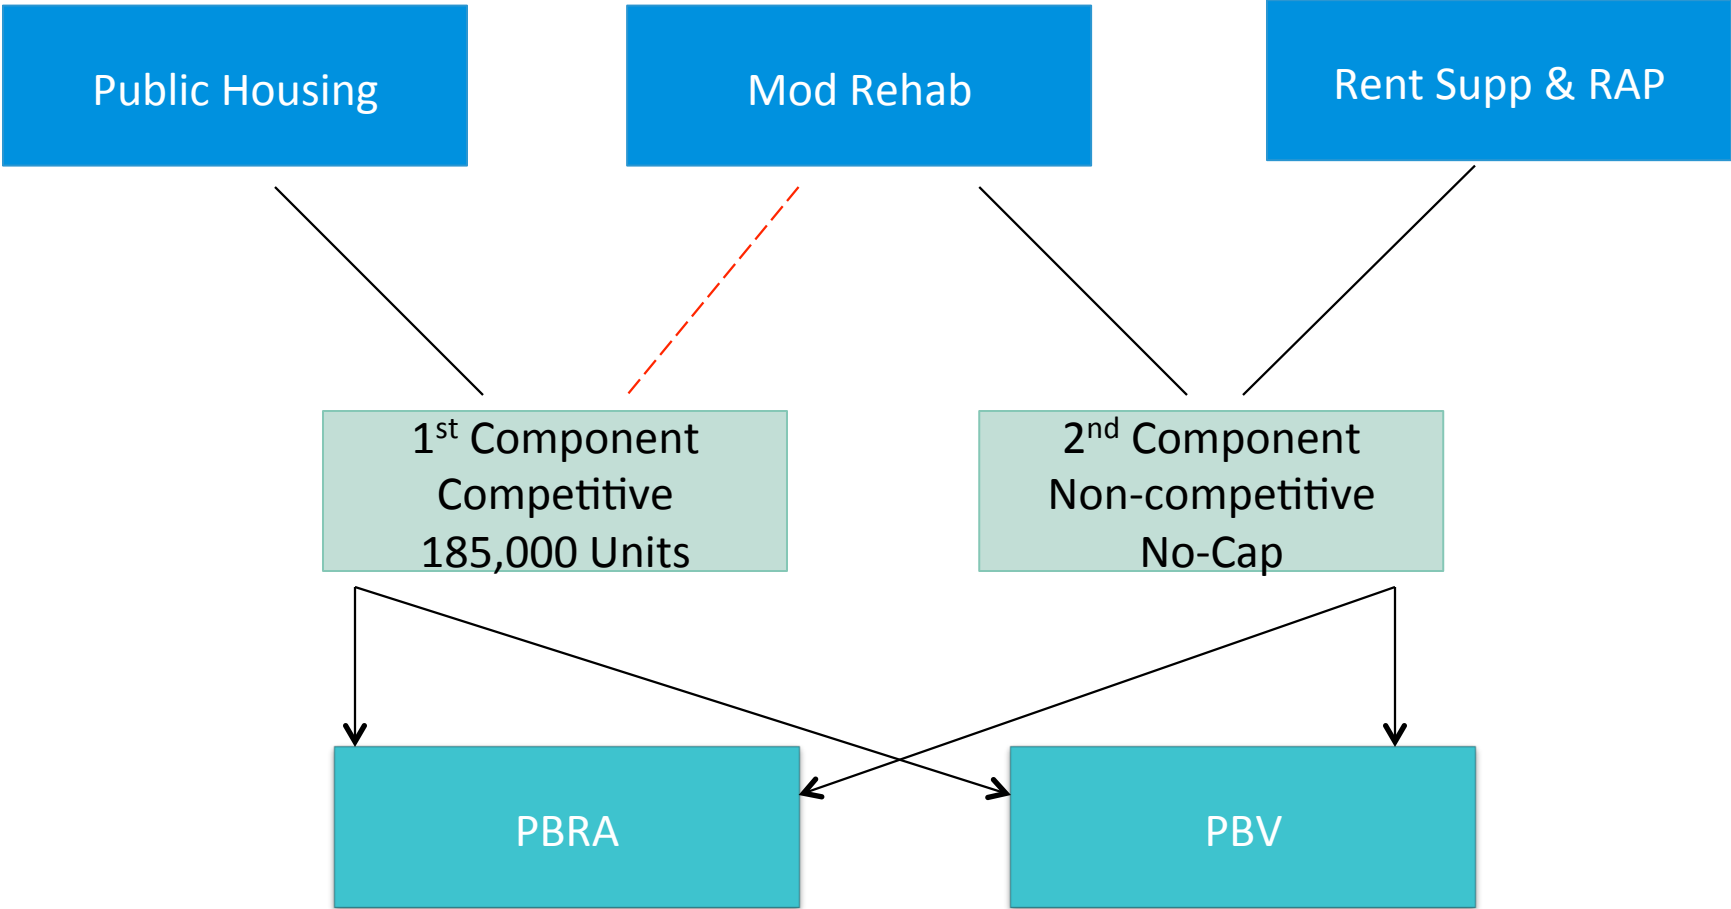 Public Housing
Mod Rehab
Rent Supp & RAP
1st Component
Competitive
185,000 Units
2nd Component
Non-competitive
No-Cap
PBRA
PBV